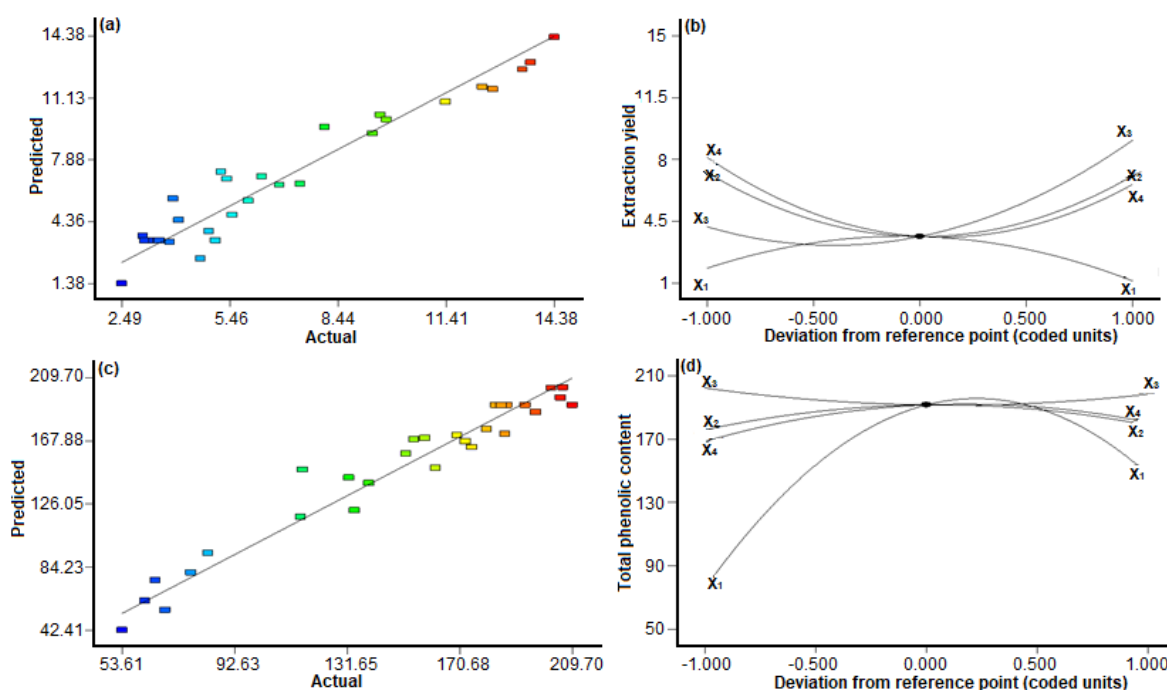 (a)
14.38
11.13
7.88
4.36
1.38
Predicted
2.49
5.46
8.44
11.41
14.38
Actual
(b)
15
11.5
8
4.5
1
Extraction yield
X4
X2
X3
X1
X3
X2
X4
X1
-1.000
-0.500
0.000
0.500
1.000
Deviation from reference point (coded units)
(c)
209.70
167.88
126.05
84.23
42.41
Predicted
53.61
92.63
131.65
170.68
209.70
Actual
(d)
210
170
130
90
50
Total phenolic content
X3
X2
X4
X1
X3
X4
X2
X1
-1.000
-0.500
0.000
0.500
1.000
Deviation from reference point (coded units)